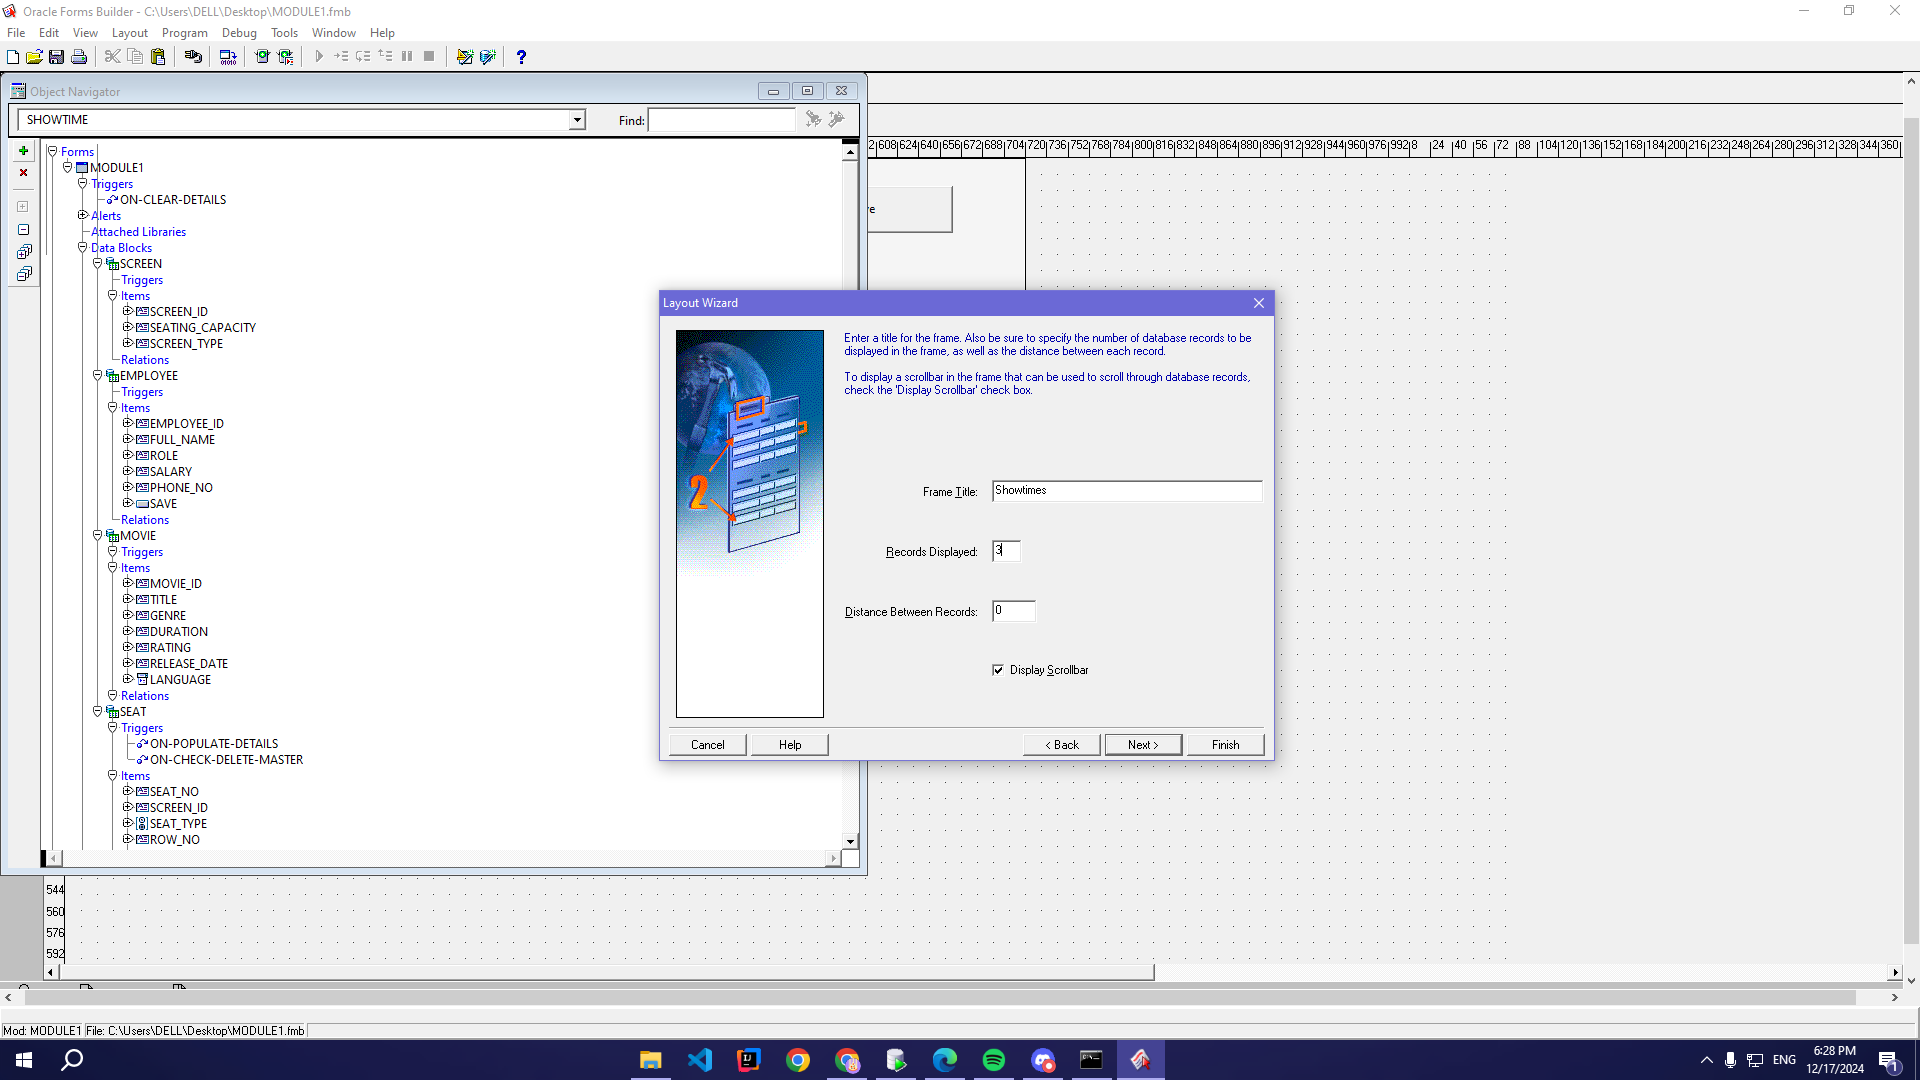 Oracle Forms Builder - C:\Users\DELL\Desktop\MODULE1.fmb
File Edit View Layout Program Debug Tools Window Help
Object Navigator
SHOWTIME
Find:
Forms
MODULE1
Triggers
ON-CLEAR-DETAILS
Alerts
Attached Libraries
Data Blocks
SCREEN
Triggers
Items
SCREEN_ID
SEATING_CAPACITY
SCREEN_TYPE
Relations
EMPLOYEE
Triggers
Items
EMPLOYEE_ID
FULL_NAME
ROLE
SALARY
PHONE_NO
SAVE
Relations
MOVIE
Triggers
Items
MOVIE_ID
TITLE
GENRE
DURATION
RATING
RELEASE_DATE
LANGUAGE
Relations
SEAT
Triggers
ON-POPULATE-DETAILS
ON-CHECK-DELETE-MASTER
Items
SEAT_NO
SCREEN_ID
SEAT_TYPE
ROW_NO
608 624 640 656 672 688 704 720 736 752 768 784 800 816 832 848 864 880 896 912 928 944 960 976 992 8 24 40 56 72 88 104 120 136 152 168 184 200 216 232 248 264 280 296 312 328 344 360
Layout Wizard
Enter a title for the frame. Also be sure to specify the number of database records to be
displayed in the frame, as well as the distance between each record.
To display a scrollbar in the frame that can be used to scroll through database records,
check the 'Display Scrollbar' check box.
2
Frame Title: Showtimes
Records Displayed: 3
Distance Between Records: 0
Display Scrollbar
Cancel Help < Back Next > Finish
544
560
576
592
Mod: MODULE1 File: C:\Users\DELL\Desktop\MODULE1.fmb
ENG
6:28 PM
12/17/2024
1